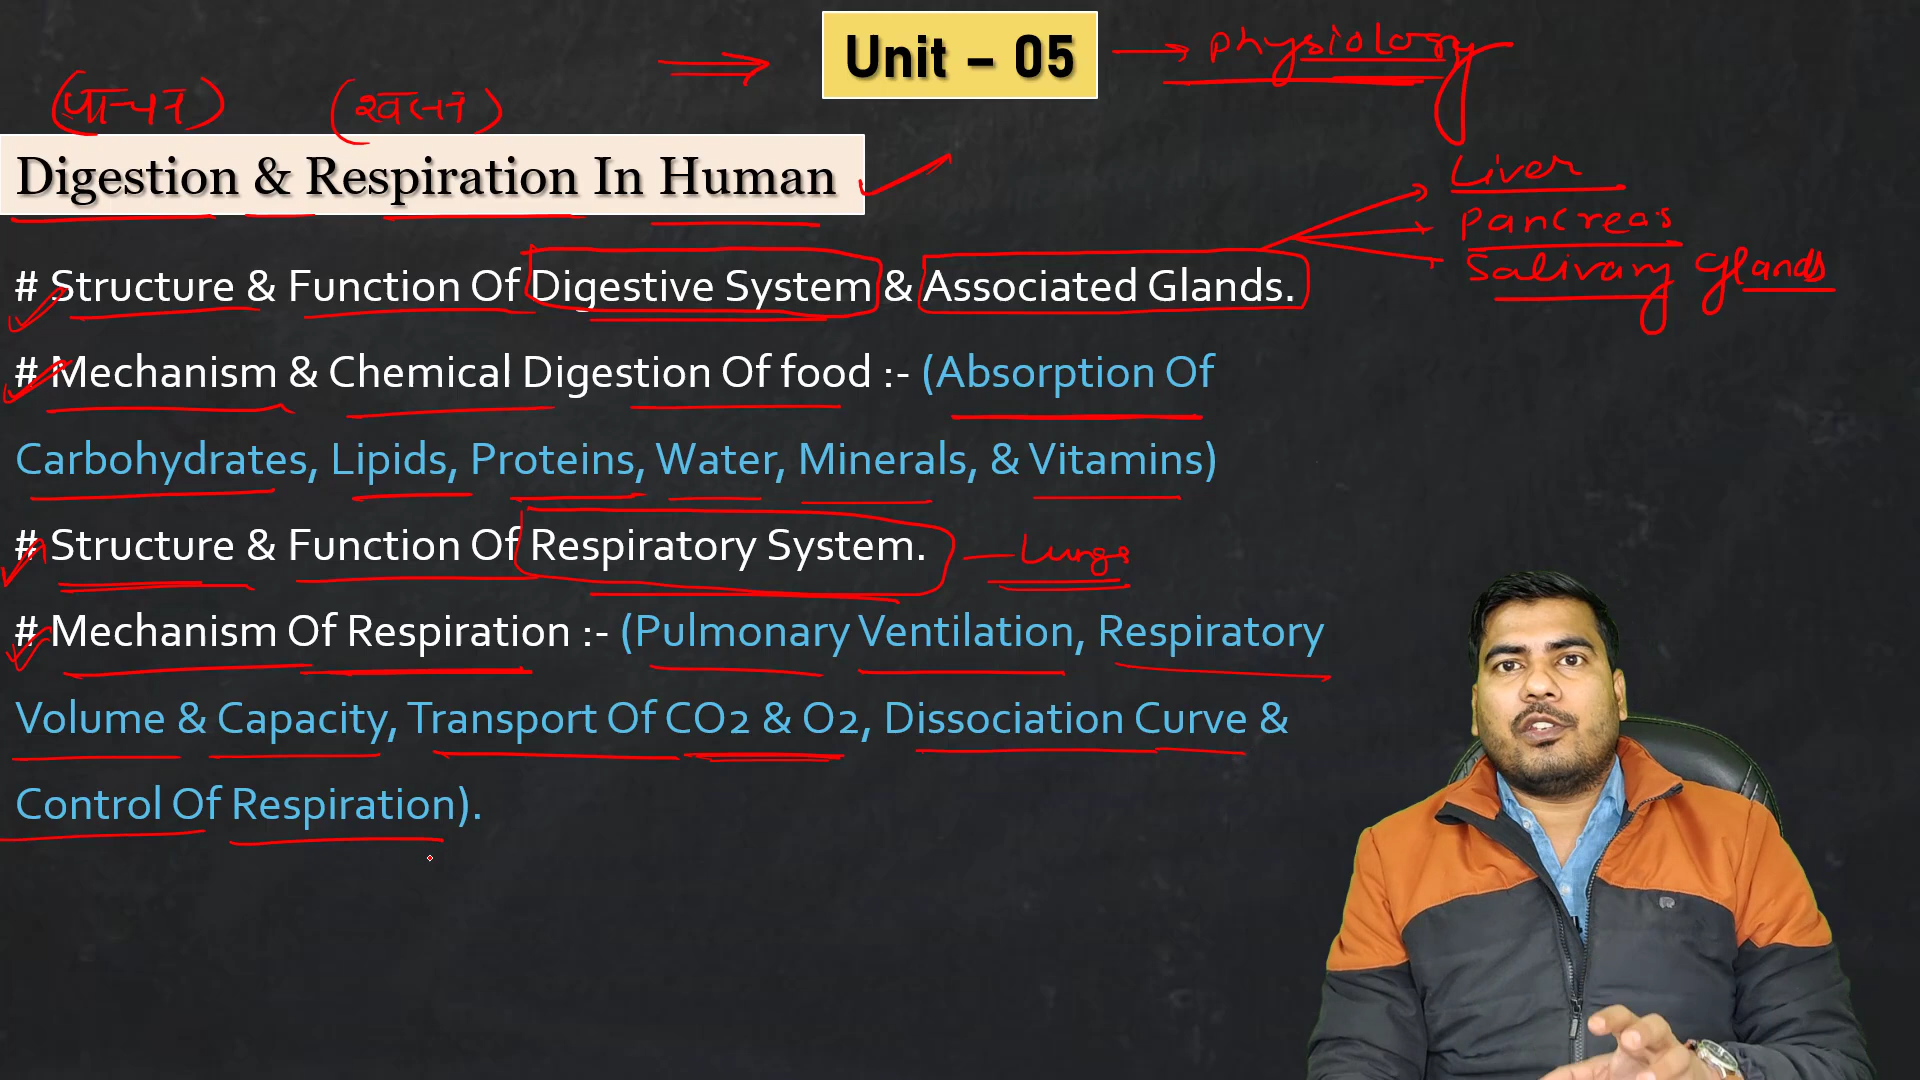 Unit – 05
physiology
(पाचन)
(श्वसन)
Digestion & Respiration In Human
Liver
Pancreas
Salivary Glands
# Structure & Function Of Digestive System & Associated Glands.
# Mechanism & Chemical Digestion Of food :- (Absorption Of
Carbohydrates, Lipids, Proteins, Water, Minerals, & Vitamins)
# Structure & Function Of Respiratory System.
Lungs
# Mechanism Of Respiration :- (Pulmonary Ventilation, Respiratory
Volume & Capacity, Transport Of CO2 & O2, Dissociation Curve &
Control Of Respiration).